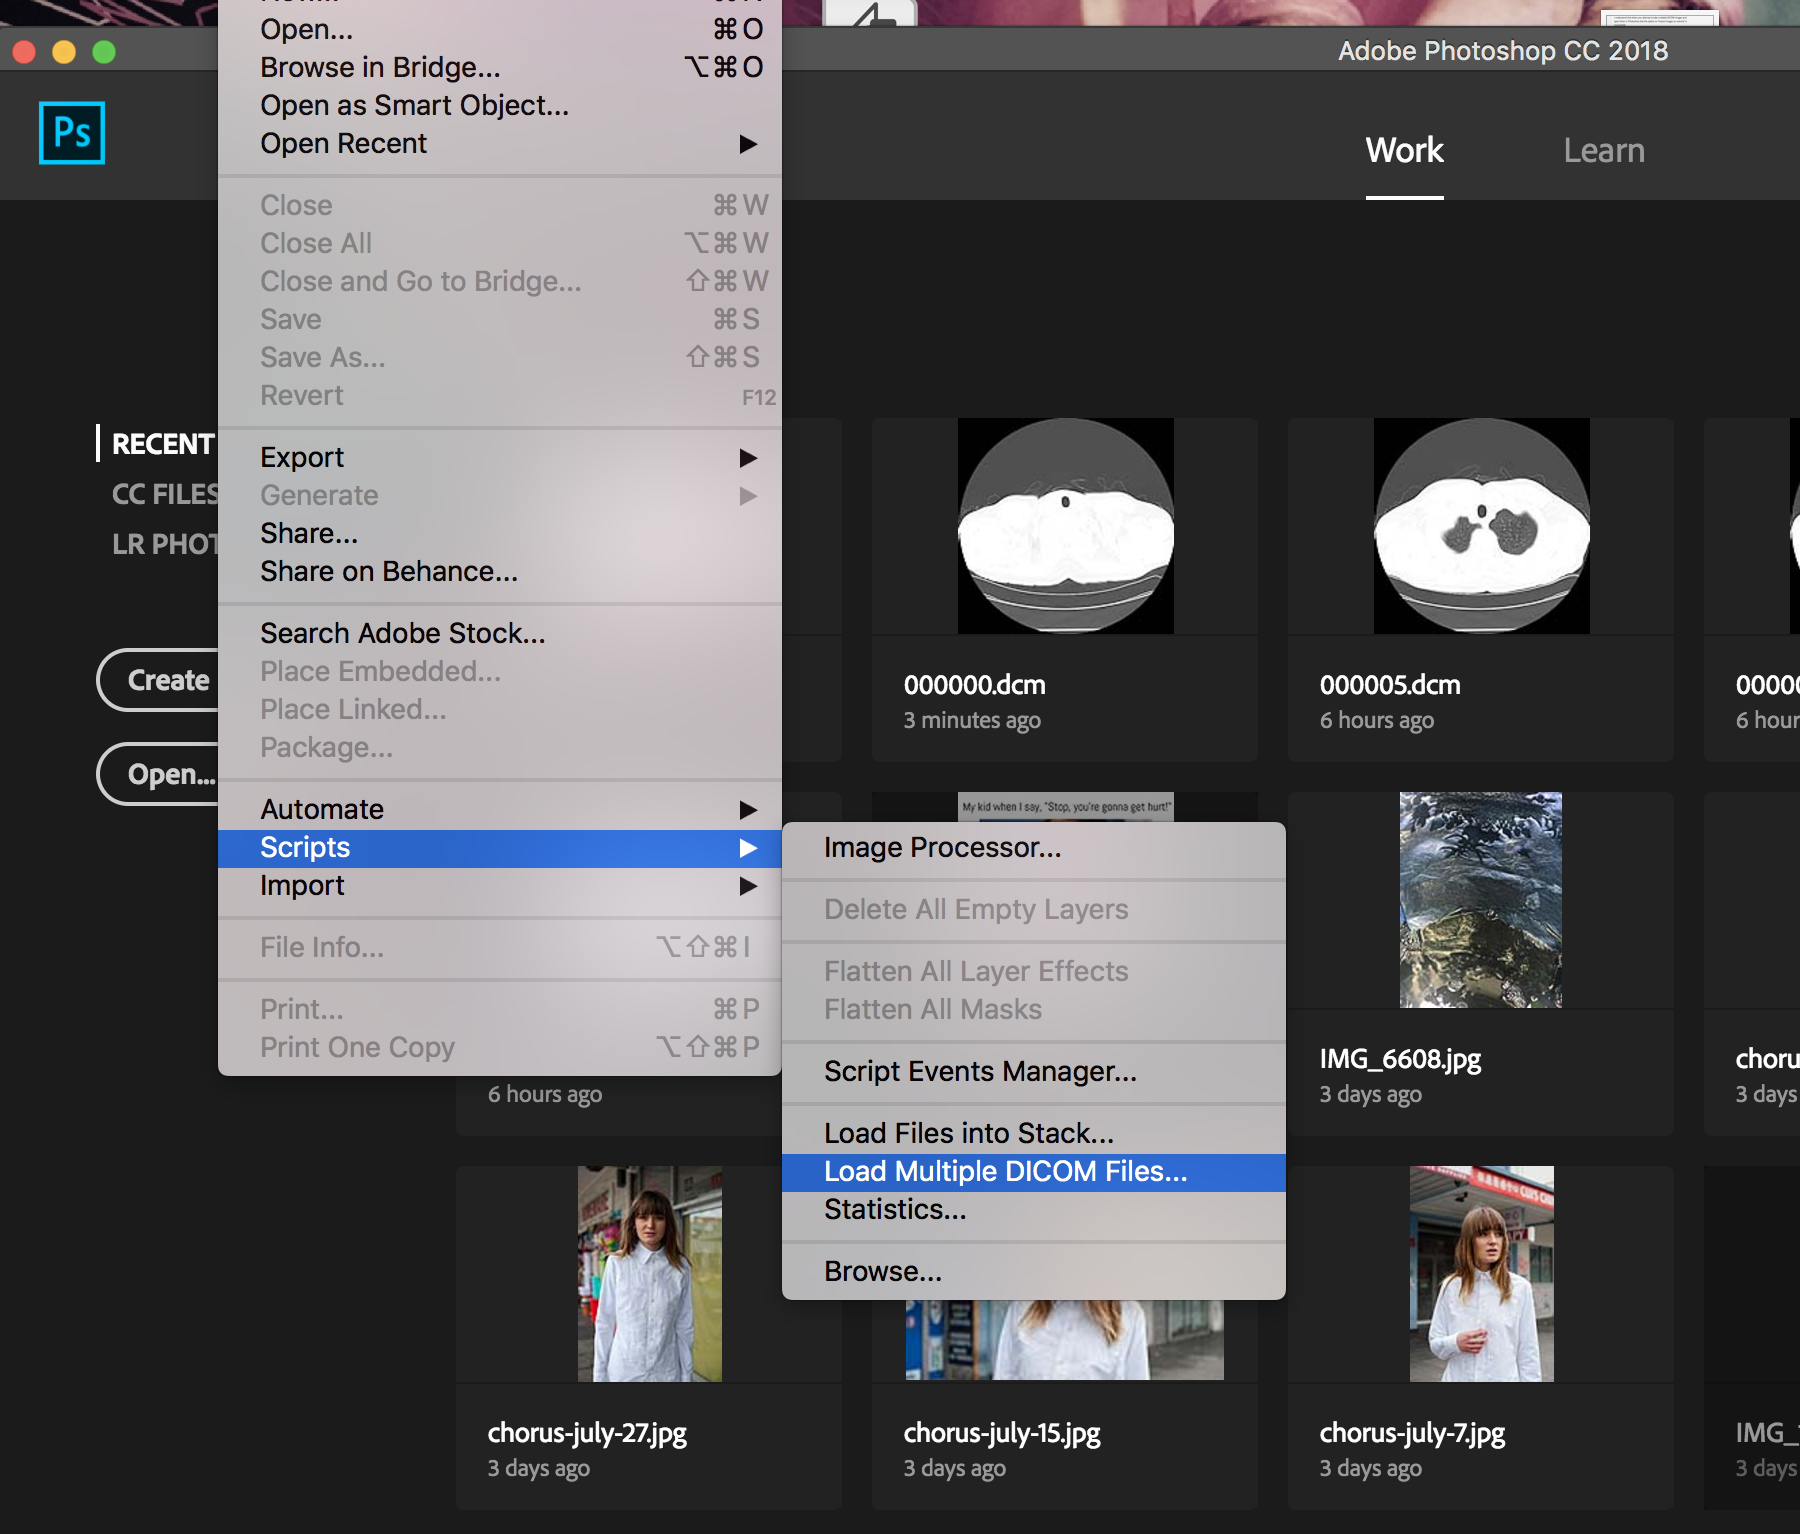 Open... ⌘O
Browse in Bridge... ⌥⌘O
Open as Smart Object...
Open Recent ▶
Close ⌘W
Close All ⌥⌘W
Close and Go to Bridge... ⇧⌘W
Save ⌘S
Save As... ⇧⌘S
Revert F12
Export ▶
Generate ▶
Share...
Share on Behance...
Search Adobe Stock...
Place Embedded...
Place Linked...
Package...
Automate ▶
Scripts ▶
Import ▶
File Info... ⌥⇧⌘I
Print... ⌘P
Print One Copy ⌥⇧⌘P
Image Processor...
Delete All Empty Layers
Flatten All Layer Effects
Flatten All Masks
Script Events Manager...
Load Files into Stack...
Load Multiple DICOM Files...
Statistics...
Browse...
Adobe Photoshop CC 2018
Ps
Work
Learn
RECENT
CC FILES
LR PHOT
Create
Open...
000000.dcm
3 minutes ago
000005.dcm
6 hours ago
0000
6 hour
My kid when I say, "Stop, you're gonna get hurt!"
6 hours ago
IMG_6608.jpg
3 days ago
choru
3 days
chorus-july-27.jpg
3 days ago
chorus-july-15.jpg
3 days ago
chorus-july-7.jpg
3 days ago
IMG_
3 days